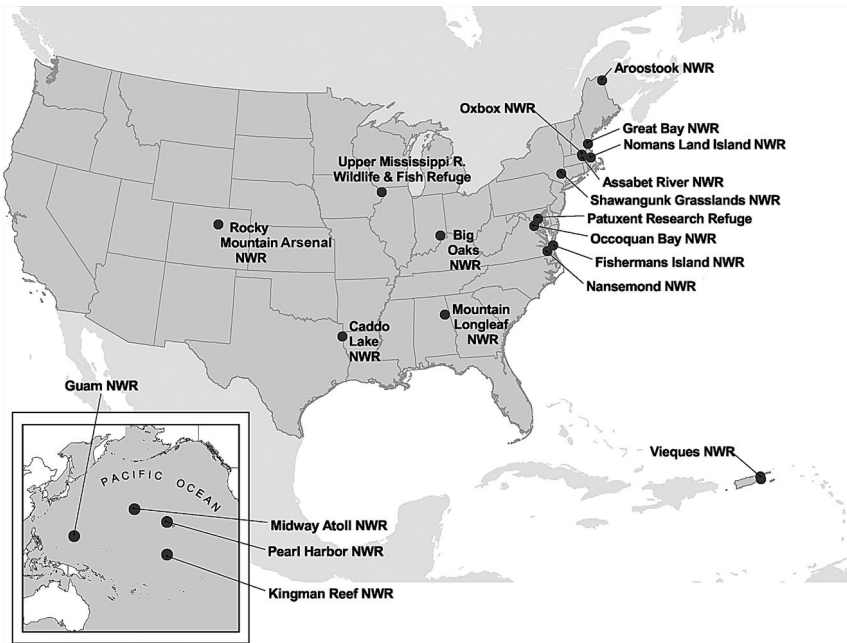 Aroostook NWR
Oxbox NWR
Great Bay NWR
Nomans Land Island NWR
Upper Mississippi R.
Wildlife & Fish Refuge
Assabet River NWR
Shawangunk Grasslands NWR
Patuxent Research Refuge
Rocky
Mountain Arsenal
NWR
Big
Oaks
NWR
Occoquan Bay NWR
Fishermans Island NWR
Nansemond NWR
Mountain
Longleaf
NWR
Caddo
Lake
NWR
Guam NWR
Vieques NWR
PACIFIC OCEAN
Midway Atoll NWR
Pearl Harbor NWR
Kingman Reef NWR